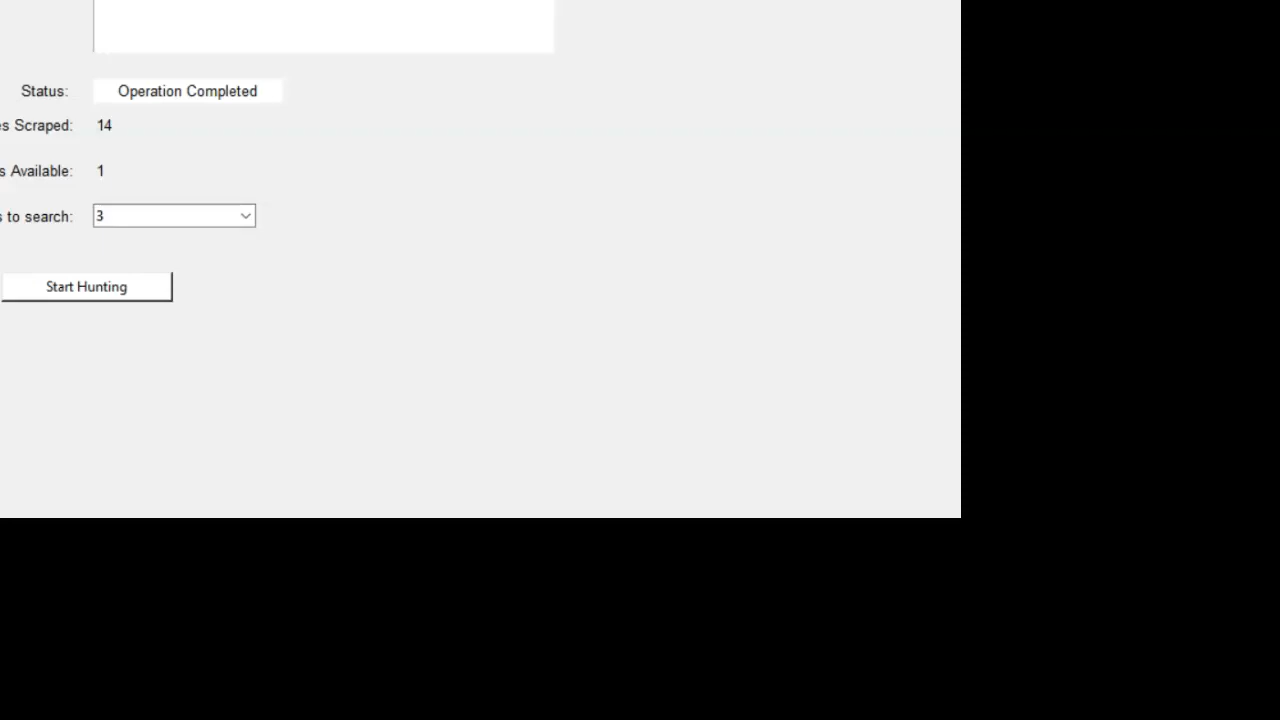 Status: Operation Completed
es Scraped: 14
s Available: 1
s to search: 3
Start Hunting